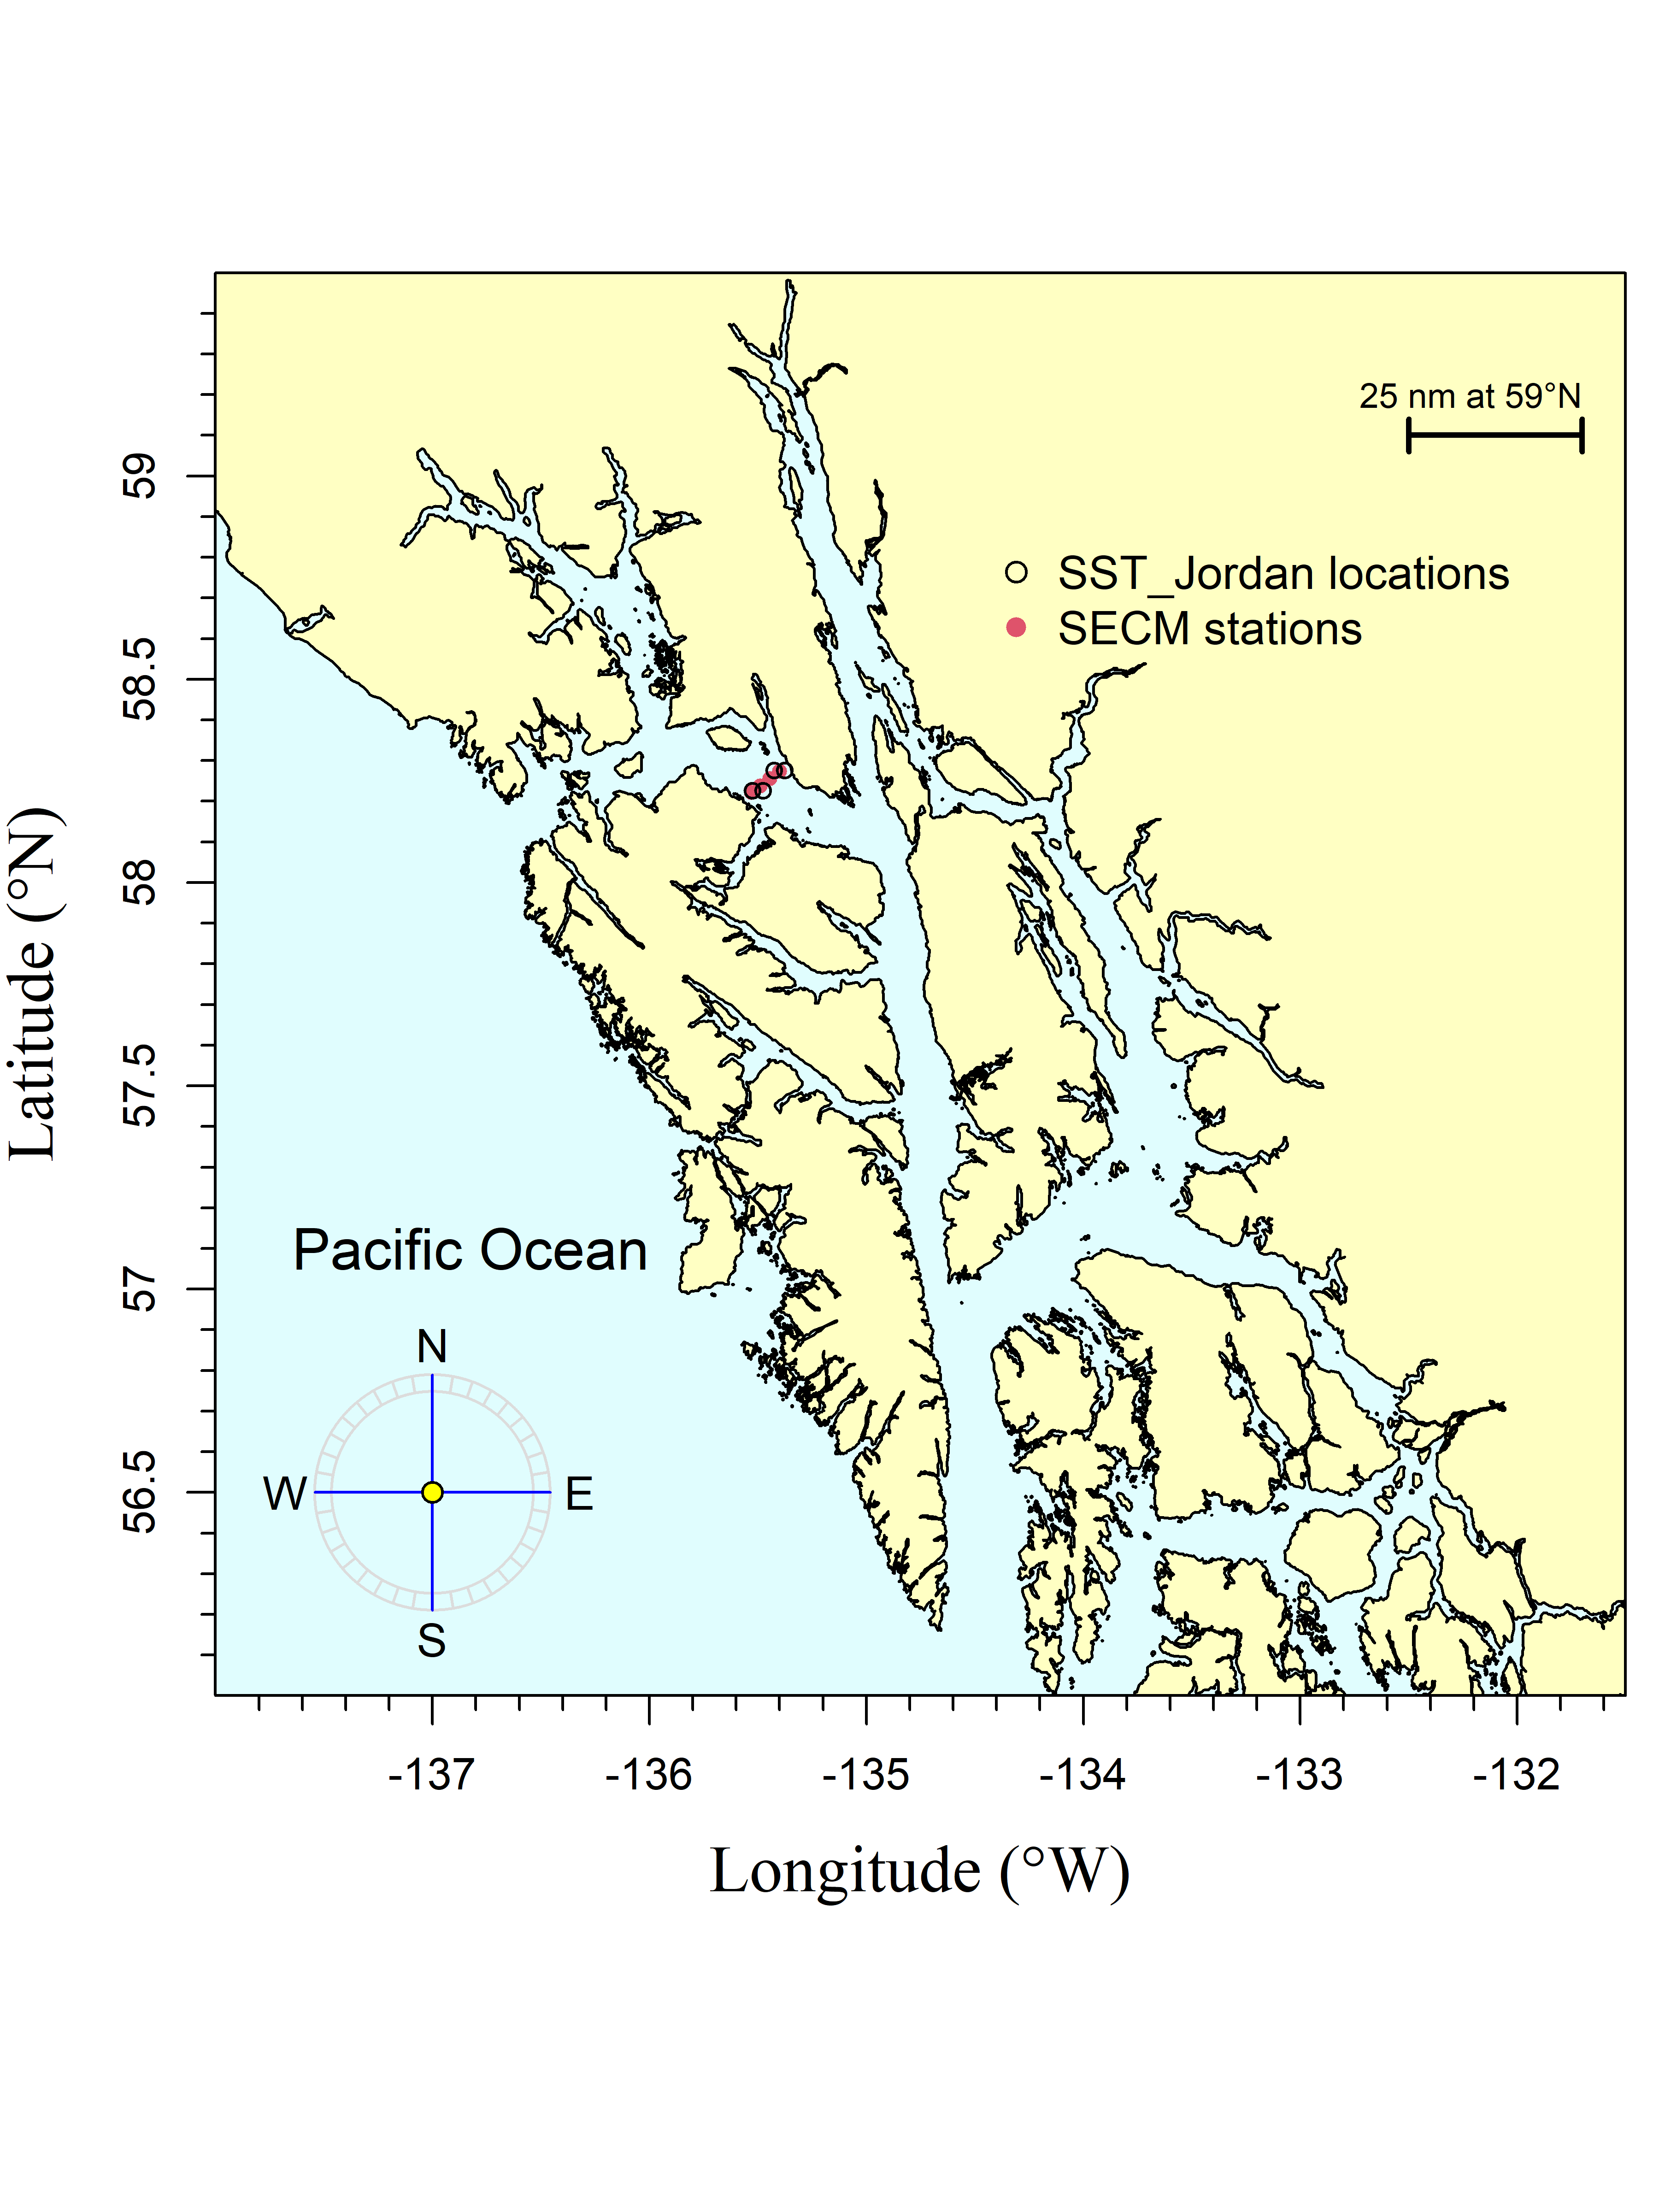 25 nm at 59°N
SST_Jordan locations
SECM stations
Latitude (°N)
59
58.5
58
57.5
57
56.5
Pacific Ocean
N
W
E
S
-137
-136
-135
-134
-133
-132
Longitude (°W)